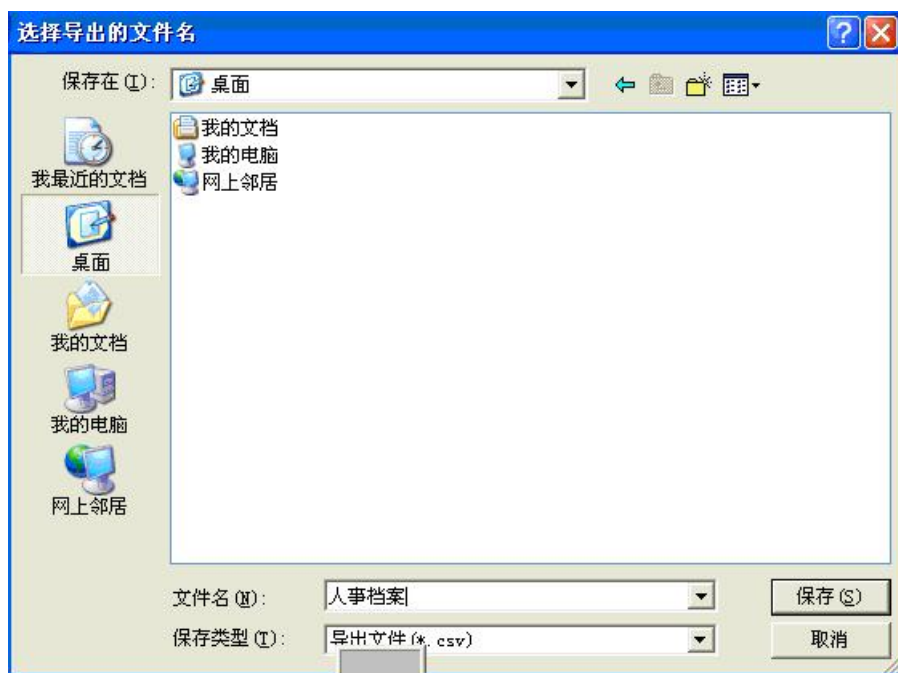 选择导出的文件名
保存在(I):
桌面
我最近的文档
桌面
我的文档
我的电脑
网上邻居
我的文档
我的电脑
网上邻居
文件名(N):
人事档案
保存(S)
保存类型(T):
导出文件(*.csv)
取消